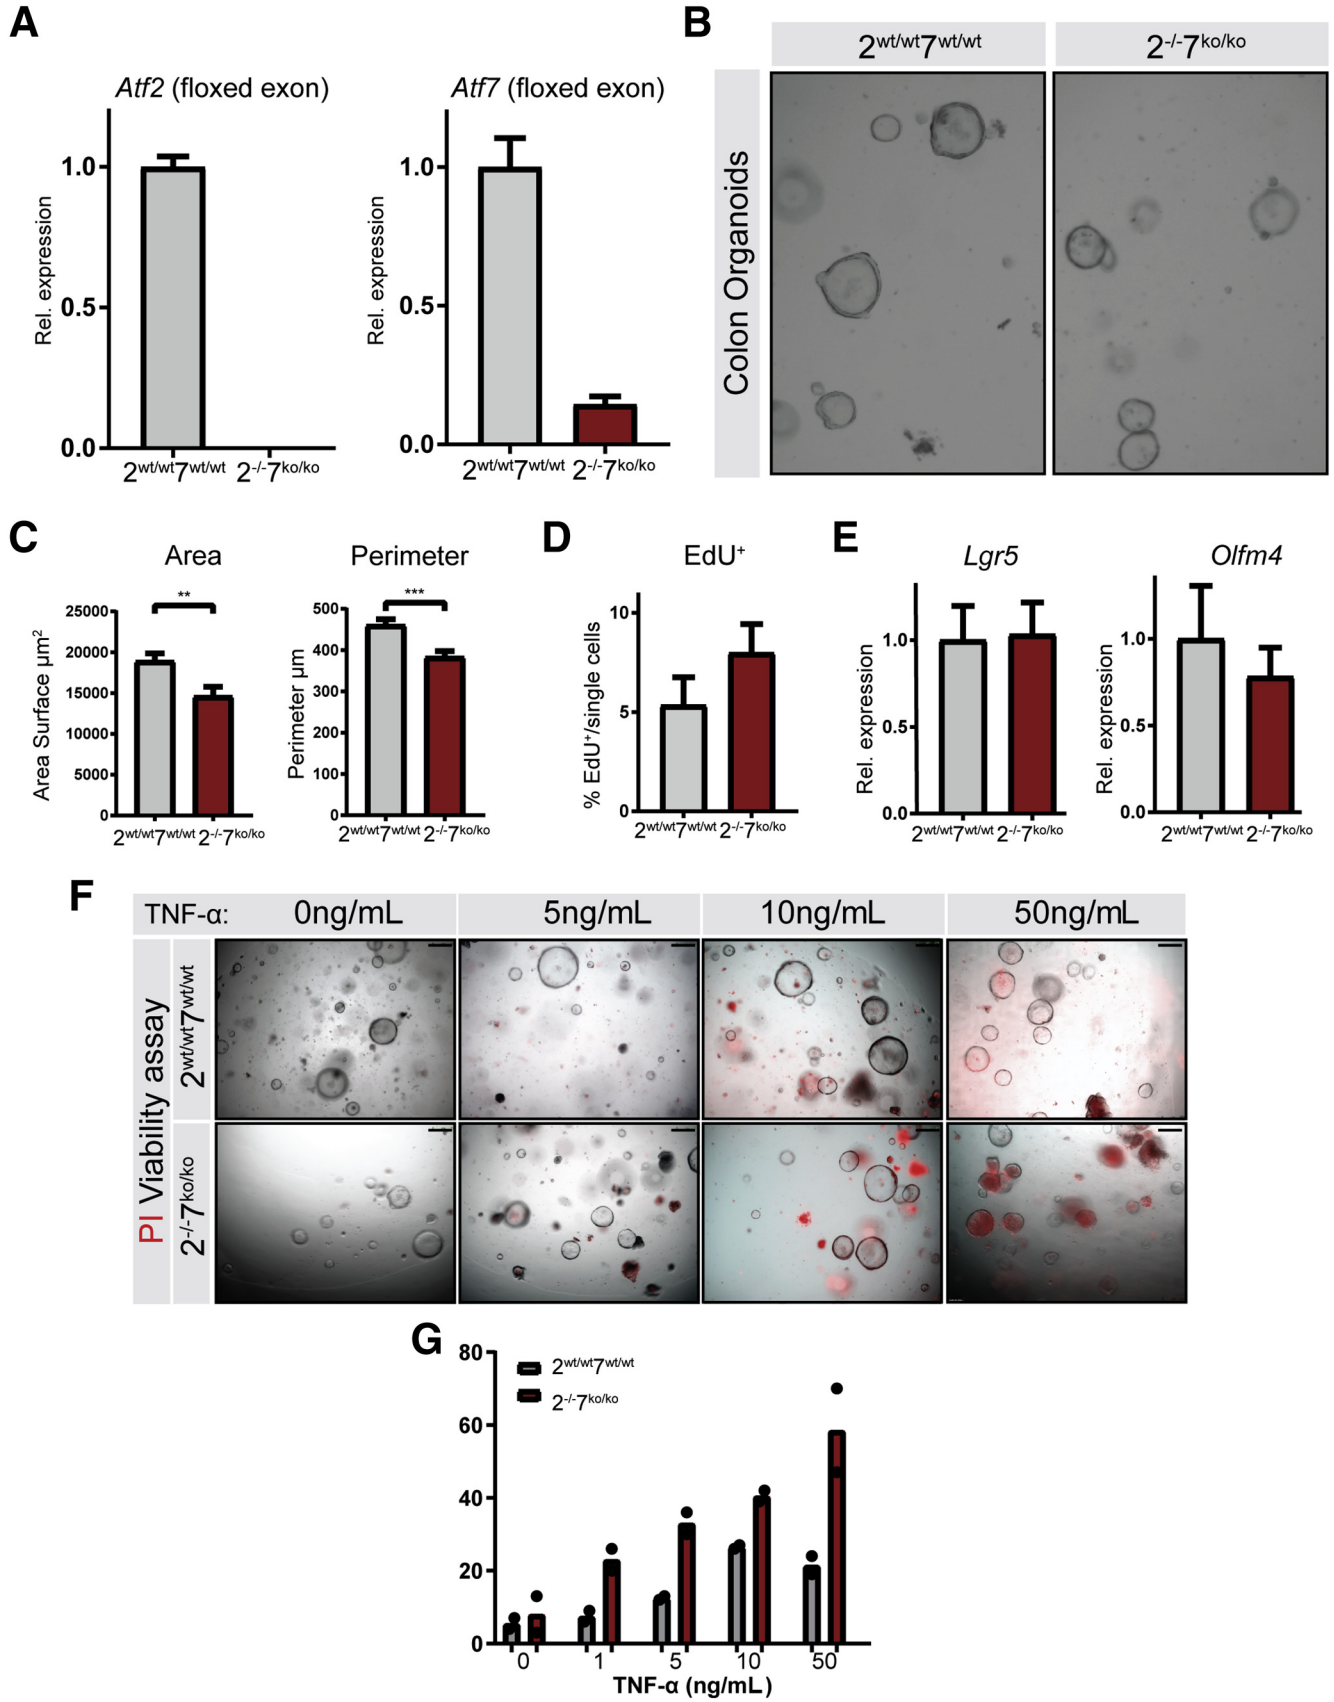 A
Atf2 (floxed exon)
Rel. expression
1.0
0.5
0.0
2wt/wt7wt/wt 2-/-7ko/ko
Atf7 (floxed exon)
Rel. expression
1.0
0.5
0.0
2wt/wt7wt/wt 2-/-7ko/ko
B
2wt/wt7wt/wt
2-/-7ko/ko
Colon Organoids
C
Area
**
Area Surface µm2
25000
20000
15000
10000
5000
0
2wt/wt7wt/wt 2-/-7ko/ko
Perimeter
***
Perimeter µm
500
400
300
200
100
0
2wt/wt7wt/wt 2-/-7ko/ko
D
EdU+
% EdU+/single cells
10
5
0
2wt/wt7wt/wt 2-/-7ko/ko
E
Lgr5
Rel. expression
1.0
0.5
0.0
2wt/wt7wt/wt 2-/-7ko/ko
Olfm4
Rel. expression
1.0
0.5
0.0
2wt/wt7wt/wt 2-/-7ko/ko
F
TNF-α: 0ng/mL 5ng/mL 10ng/mL 50ng/mL
PI Viability assay
2wt/wt7wt/wt
2-/-7ko/ko
G
2wt/wt7wt/wt
2-/-7ko/ko
80
60
40
20
0
0 1 5 10 50
TNF-α (ng/mL)